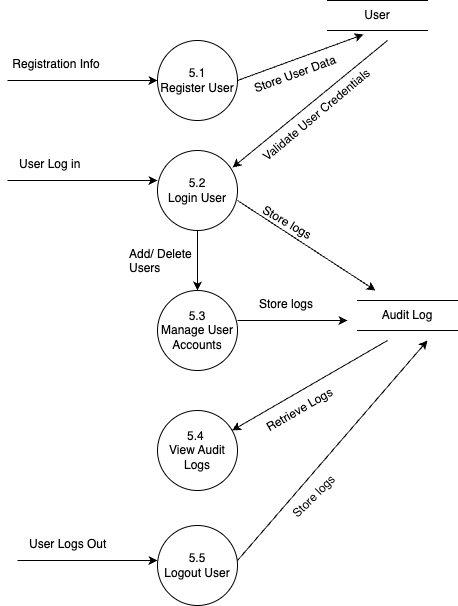 User
Registration Info
5.1
Register User
Store User Data
Validate User Credentials
User Log in
5.2
Login User
Store logs
Add/ Delete
Users
5.3
Manage User
Accounts
Store logs
Audit Log
Retrieve Logs
5.4
View Audit
Logs
Store logs
User Logs Out
5.5
Logout User